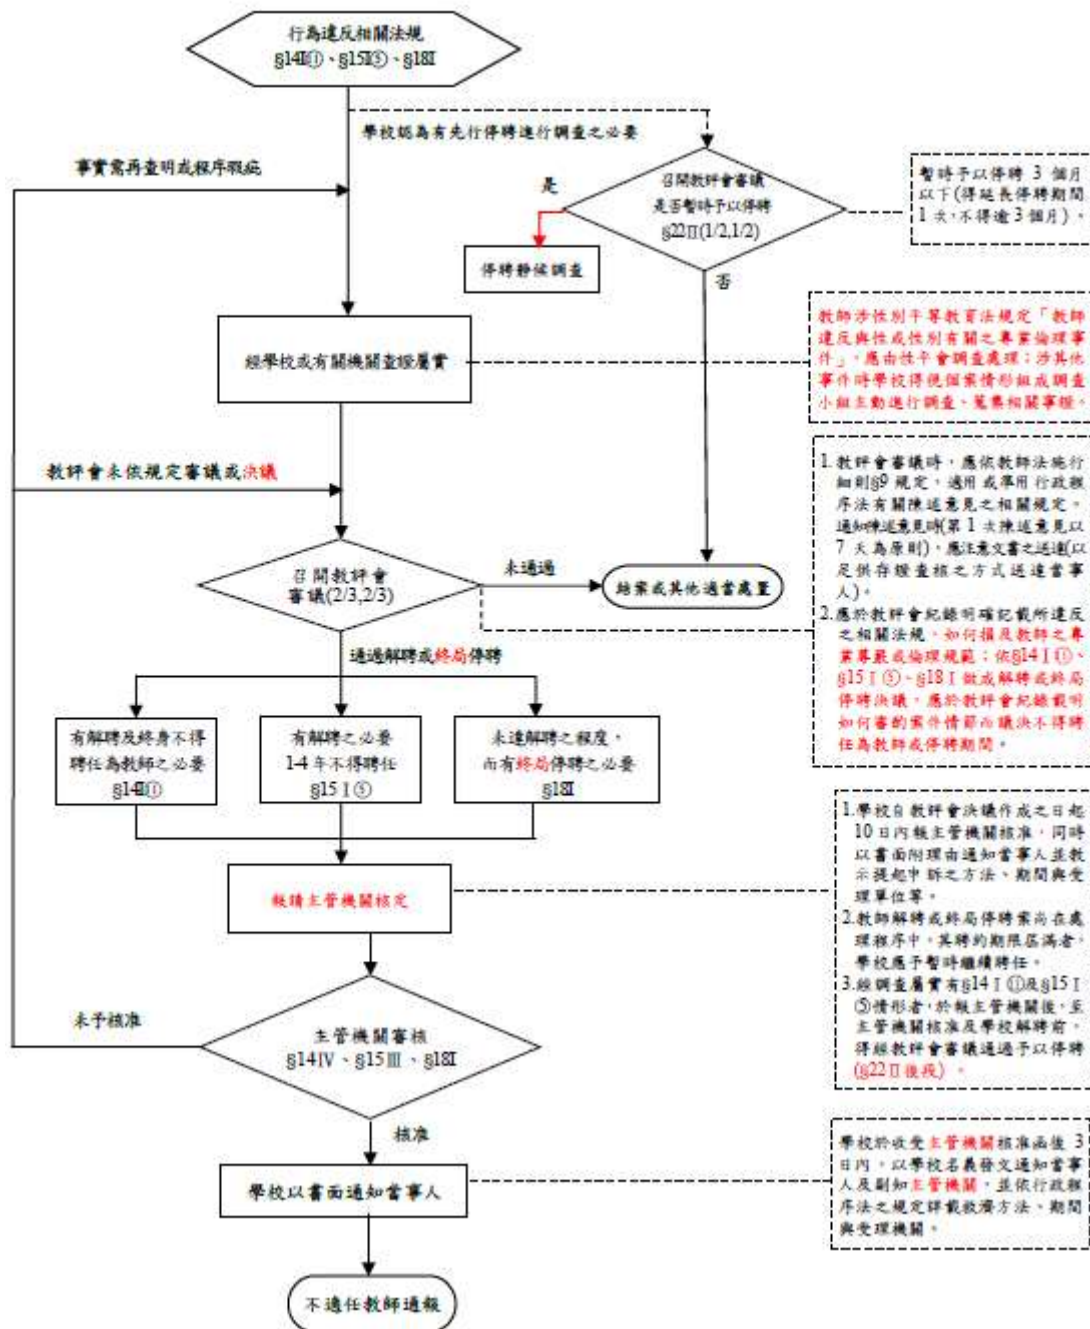 行為違反相關法規
§14I⑪、§15I⑤、§18I
學校認為有先行停聘進行調查之必要
事實需再查明或程序瑕疵
是
召開教評會審議
是否暫時予以停聘
§22Ⅱ(1/2,1/2)
暫時予以停聘 3 個月
以下(得延長停聘期間
1 次,不得逾 3 個月)。
停聘靜候調查
否
經學校或有關機關查證屬實
教師涉性別平等教育法規定「教師
違反與性或性別有關之專業倫理事
件」,應由性平會調查處理;涉其他
事件時學校得視個案情形組成調查
小組主動進行調查、蒐集相關事證。
教評會未依規定審議或決議
1. 教評會審議時,應依教師法施行
細則§9 規定,適用或準用行政程
序法有關陳述意見之相關規定。
通知陳述意見時(第 1 次陳述意見以
7 天為原則),應注意文書之送達(以
足供存證查核之方式送達當事
人)。
2.應於教評會紀錄明確記載所違反
之相關法規、如何損及教師之專
業尊嚴或倫理規範;依§14Ⅰ⑪、
§15Ⅰ⑤、§18Ⅰ做成解聘或終局
停聘決議,應於教評會紀錄載明
如何審酌案件情節而議決不得聘
任為教師或停聘期間。
召開教評會
審議(2/3,2/3)
未通過
結案或其他適當處置
通過解聘或終局停聘
有解聘及終身不得
聘任為教師之必要
§14I⑪
有解聘之必要
1-4 年不得聘任
§15Ⅰ⑤
未達解聘之程度,
而有終局停聘之必要
§18I
報請主管機關核定
1.學校自教評會決議作成之日起
10 日內報主管機關核准,同時
以書面附理由通知當事人並教
示提起申訴之方法、期間與受
理單位等。
2.教師解聘或終局停聘案尚在處
理程序中,其聘約期限屆滿者,
學校應予暫時繼續聘任。
3.經調查屬實有§14Ⅰ⑪及§15Ⅰ
⑤情形者,於報主管機關後,至
主管機關核准及學校解聘前,
得經教評會審議通過予以停聘
(§22Ⅱ後段)。
未予核准
主管機關審核
§14Ⅳ、§15Ⅲ、§18I
核准
學校以書面通知當事人
學校於收受主管機關核准函後 3
日內,以學校名義發文通知當事
人及副知主管機關,並依行政程
序法之規定詳載救濟方法、期間
與受理機關。
不適任教師通報